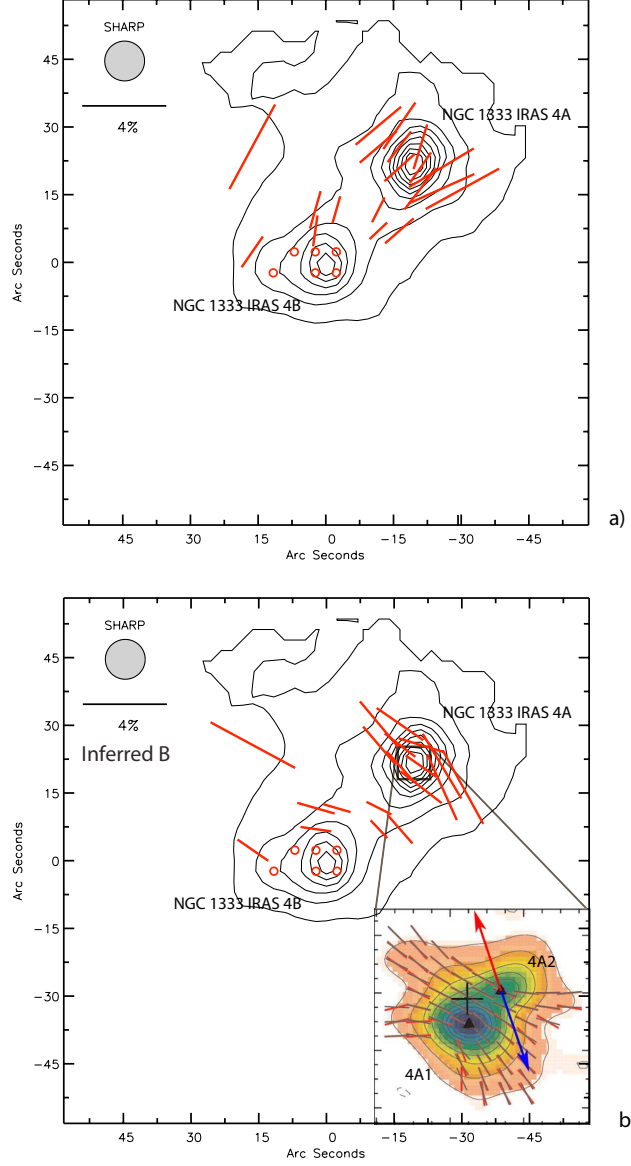 SHARP
4%
NGC 1333 IRAS 4A
NGC 1333 IRAS 4B
45
30
15
0
−15
−30
−45
Arc Seconds
45
30
15
0
−15
−30
−45
Arc Seconds
a)
SHARP
4%
Inferred B
NGC 1333 IRAS 4A
NGC 1333 IRAS 4B
4A2
4A1
45
30
15
0
−15
−30
−45
Arc Seconds
45
30
15
0
−15
−30
−45
Arc Seconds
b